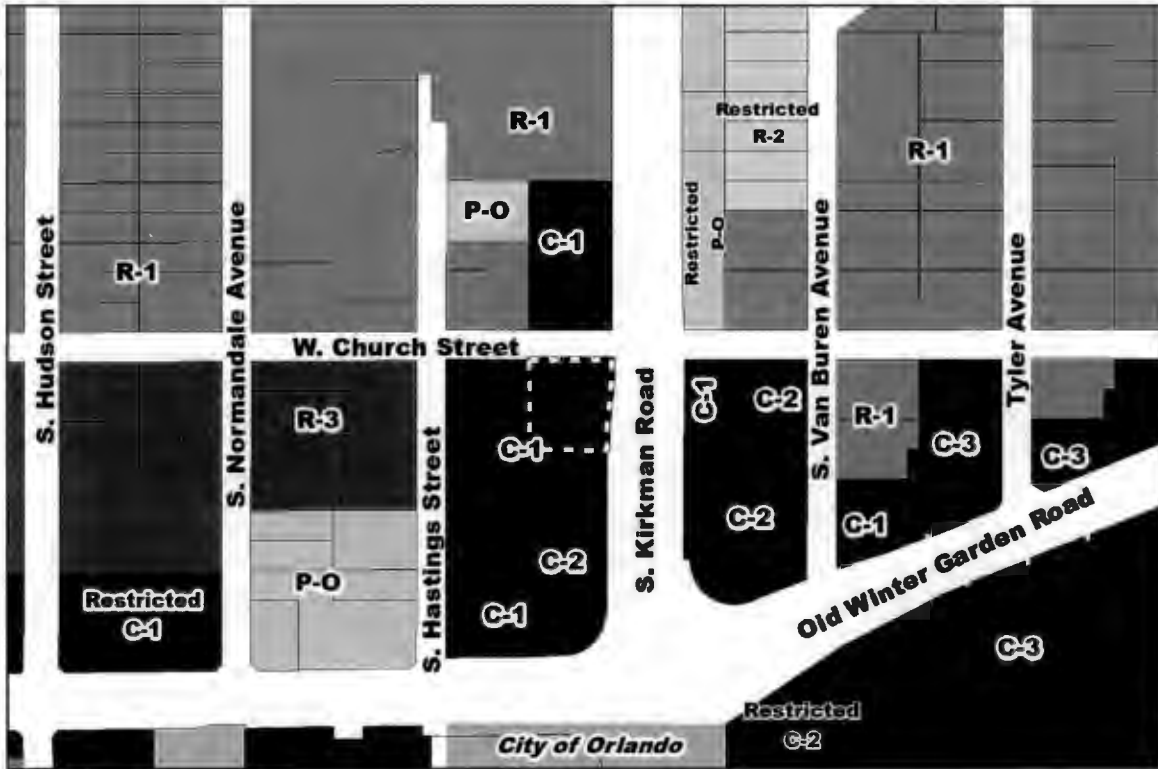 R-1
Restricted
R-2
R-1
P-O
C-1
Restricted
P-O
R-1
S. Hudson Street
S. Normandale Avenue
S. Van Buren Avenue
Tyler Avenue
W. Church Street
R-3
C-1
C-1
C-2
R-1
C-3
C-3
S. Hastings Street
S. Kirkman Road
C-2
C-1
C-2
C-1
P-O
Restricted
C-1
Old Winter Garden Road
C-3
Restricted
C-2
City of Orlando